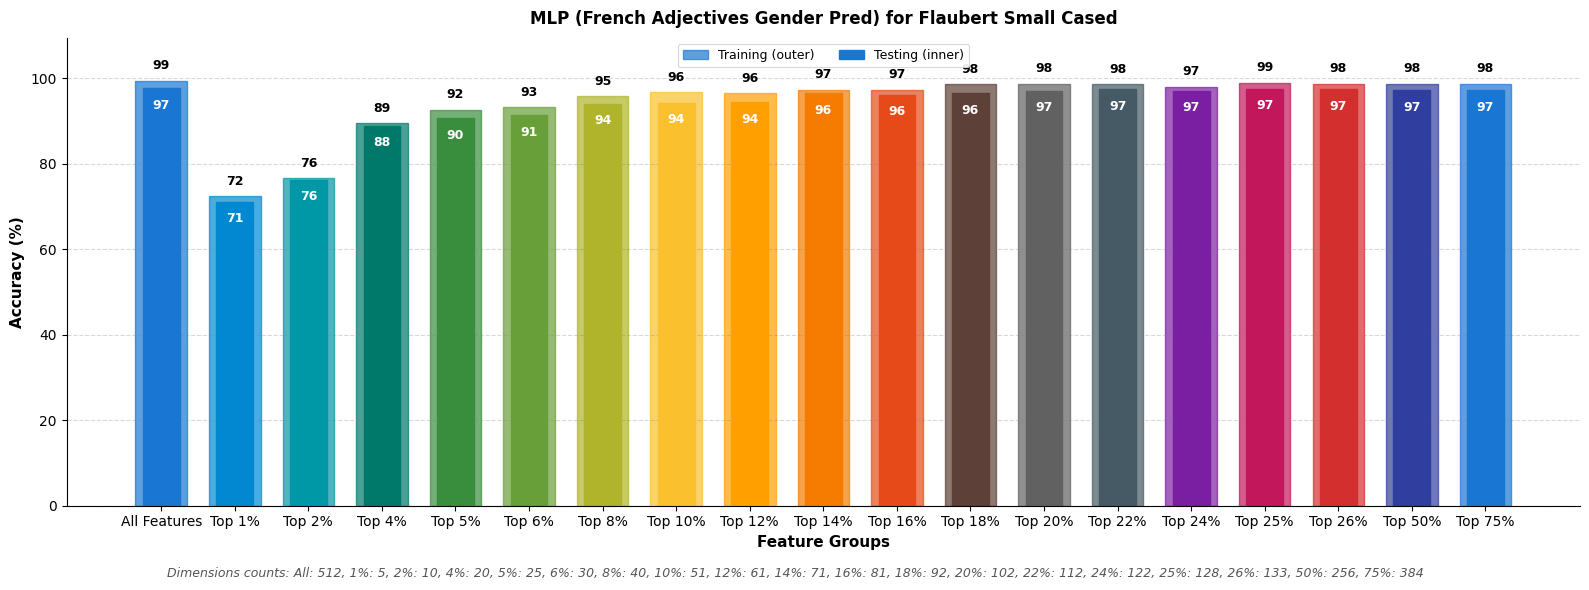 MLP (French Adjectives Gender Pred) for Flaubert Small Cased
Training (outer) Testing (inner)
99 72 76 89 92 93 95 96 96 97 97 98 98 98 97 99 98 98 98
97 71 76 88 90 91 94 94 94 96 96 96 97 97 97 97 97 97 97
Accuracy (%)
100
80
60
40
20
0
All Features Top 1% Top 2% Top 4% Top 5% Top 6% Top 8% Top 10% Top 12% Top 14% Top 16% Top 18% Top 20% Top 22% Top 24% Top 25% Top 26% Top 50% Top 75%
Feature Groups
Dimensions counts: All: 512, 1%: 5, 2%: 10, 4%: 20, 5%: 25, 6%: 30, 8%: 40, 10%: 51, 12%: 61, 14%: 71, 16%: 81, 18%: 92, 20%: 102, 22%: 112, 24%: 122, 25%: 128, 26%: 133, 50%: 256, 75%: 384